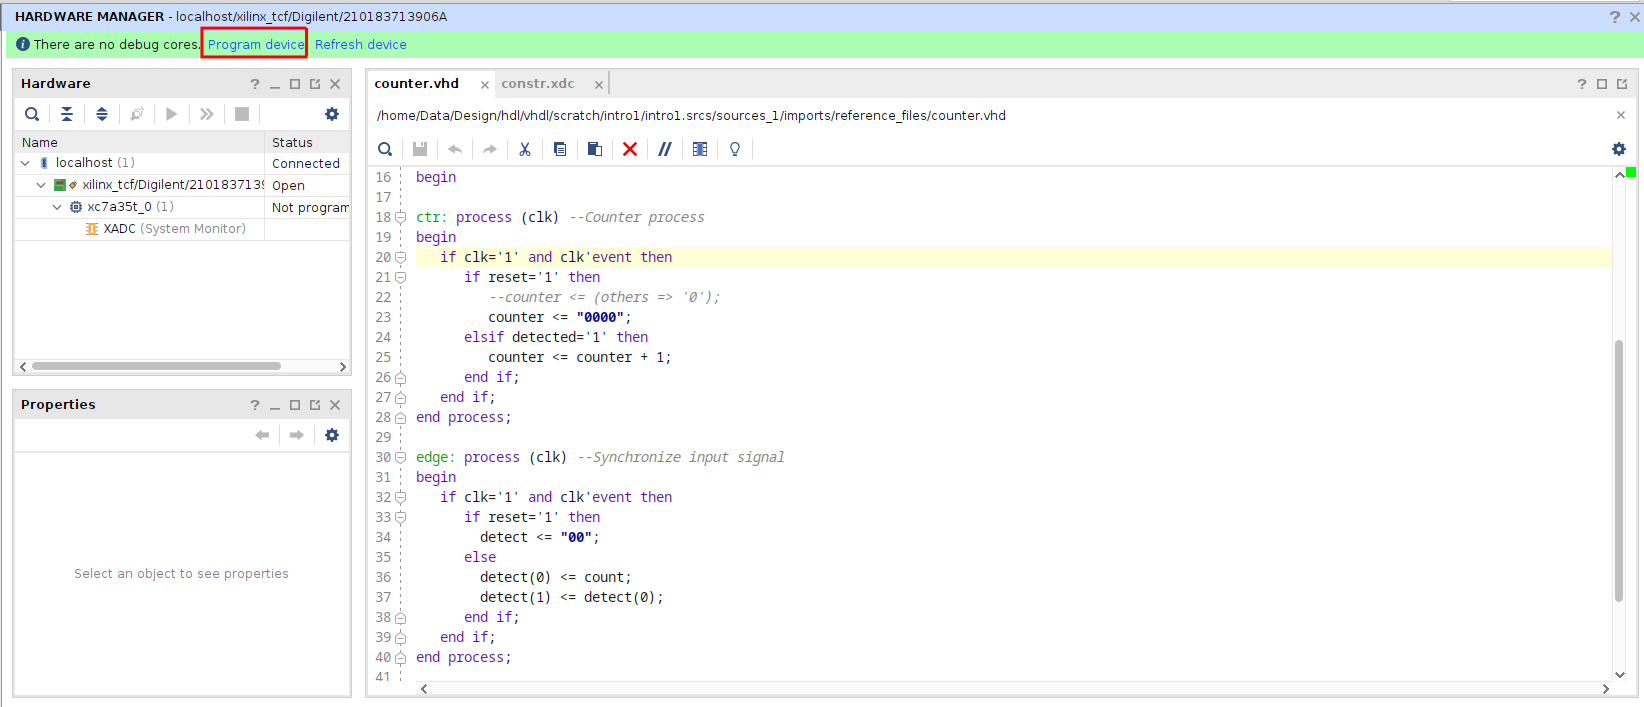 HARDWARE MANAGER - localhost/xilinx_tcf/Digilent/210183713906A
There are no debug cores. Program device Refresh device
Hardware
Name Status
localhost (1) Connected
xilinx_tcf/Digilent/2101837139 Open
xc7a35t_0 (1) Not program
XADC (System Monitor)
Properties
Select an object to see properties
counter.vhd constr.xdc
/home/Data/Design/hdl/vhdl/scratch/intro1/intro1.srcs/sources_1/imports/reference_files/counter.vhd
16 begin
17
18 ctr: process (clk) --Counter process
19 begin
20 if clk='1' and clk'event then
21 if reset='1' then
22 --counter <= (others => '0');
23 counter <= "0000";
24 elsif detected='1' then
25 counter <= counter + 1;
26 end if;
27 end if;
28 end process;
29
30 edge: process (clk) --Synchronize input signal
31 begin
32 if clk='1' and clk'event then
33 if reset='1' then
34 detect <= "00";
35 else
36 detect(0) <= count;
37 detect(1) <= detect(0);
38 end if;
39 end if;
40 end process;
41